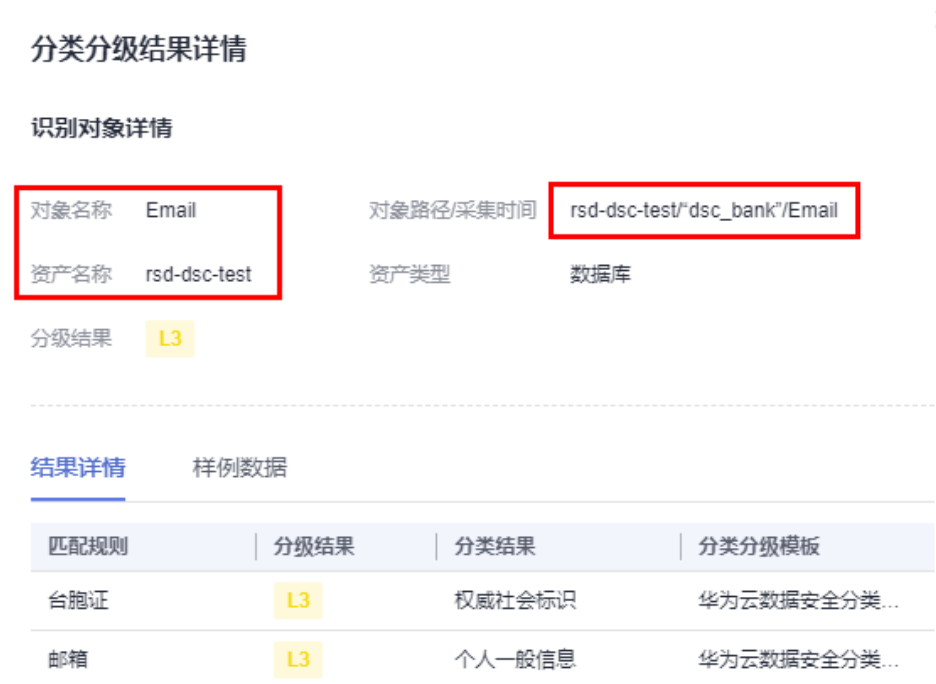 分类分级结果详情
识别对象详情
对象名称 Email 对象路径/采集时间 rsd-dsc-test/“dsc_bank”/Email
资产名称 rsd-dsc-test 资产类型 数据库
分级结果 L3
结果详情 样例数据
匹配规则 分级结果 分类结果 分类分级模板
台胞证 L3 权威社会标识 华为云数据安全分类...
邮箱 L3 个人一般信息 华为云数据安全分类...